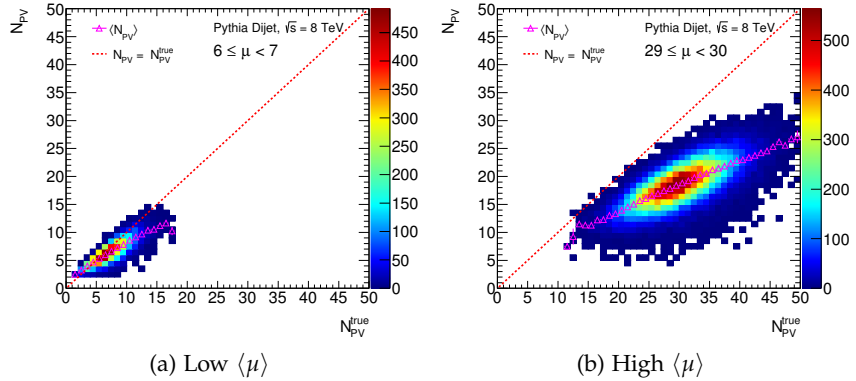 N_PV
50
45
40
35
30
25
20
15
10
5
0
⟨N_PV⟩
Pythia Dijet, √s = 8 TeV
N_PV = N_PV^true
6 ≤ μ < 7
450
400
350
300
250
200
150
100
50
0
0 5 10 15 20 25 30 35 40 45 50
N_PV^true
(a) Low ⟨μ⟩
N_PV
50
45
40
35
30
25
20
15
10
5
0
⟨N_PV⟩
Pythia Dijet, √s = 8 TeV
N_PV = N_PV^true
29 ≤ μ < 30
500
400
300
200
100
0
0 5 10 15 20 25 30 35 40 45 50
N_PV^true
(b) High ⟨μ⟩